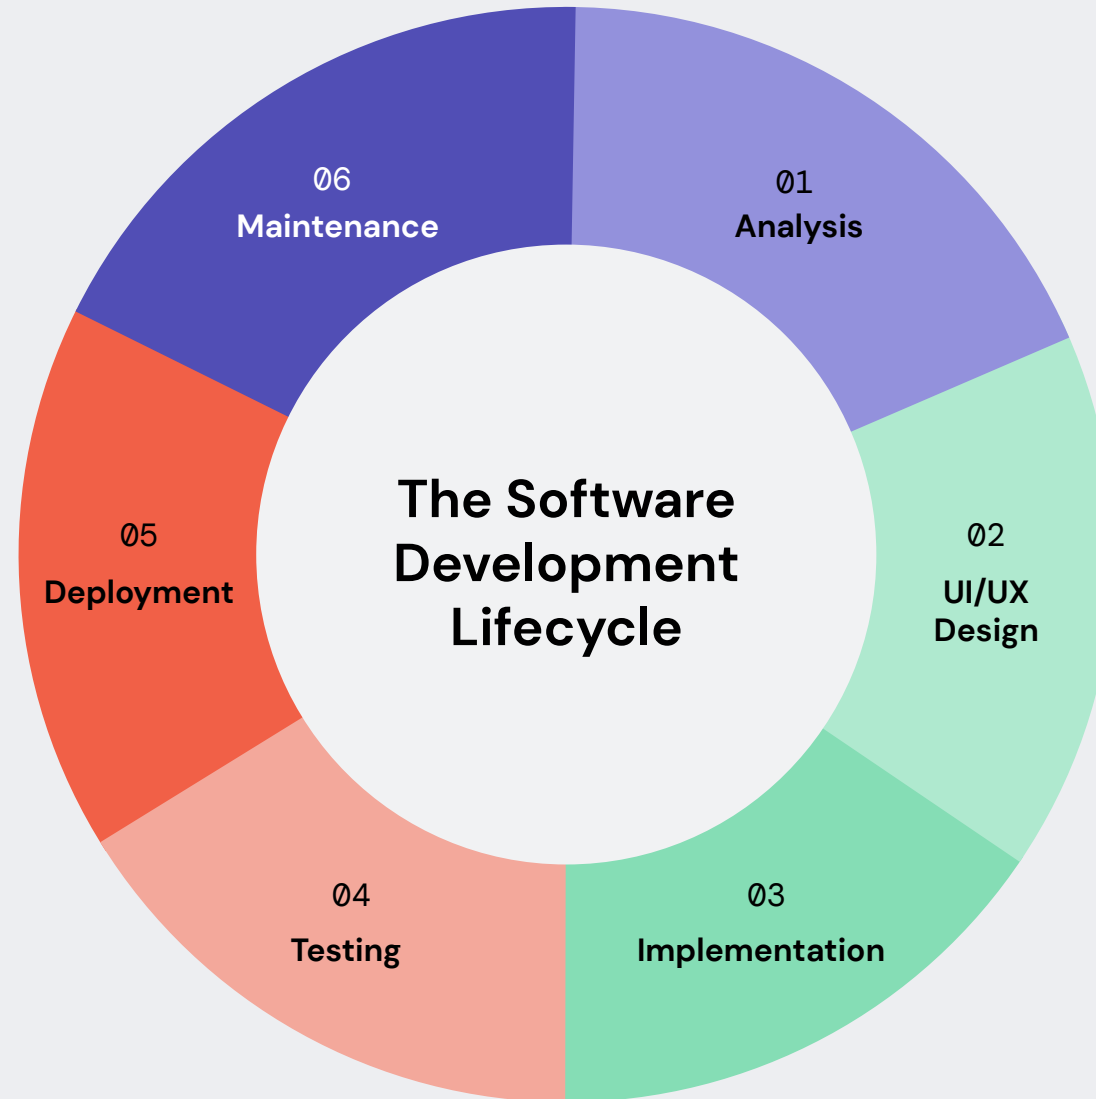 The Software
Development
Lifecycle
01
Analysis
02
UI/UX
Design
03
Implementation
04
Testing
05
Deployment
06
Maintenance